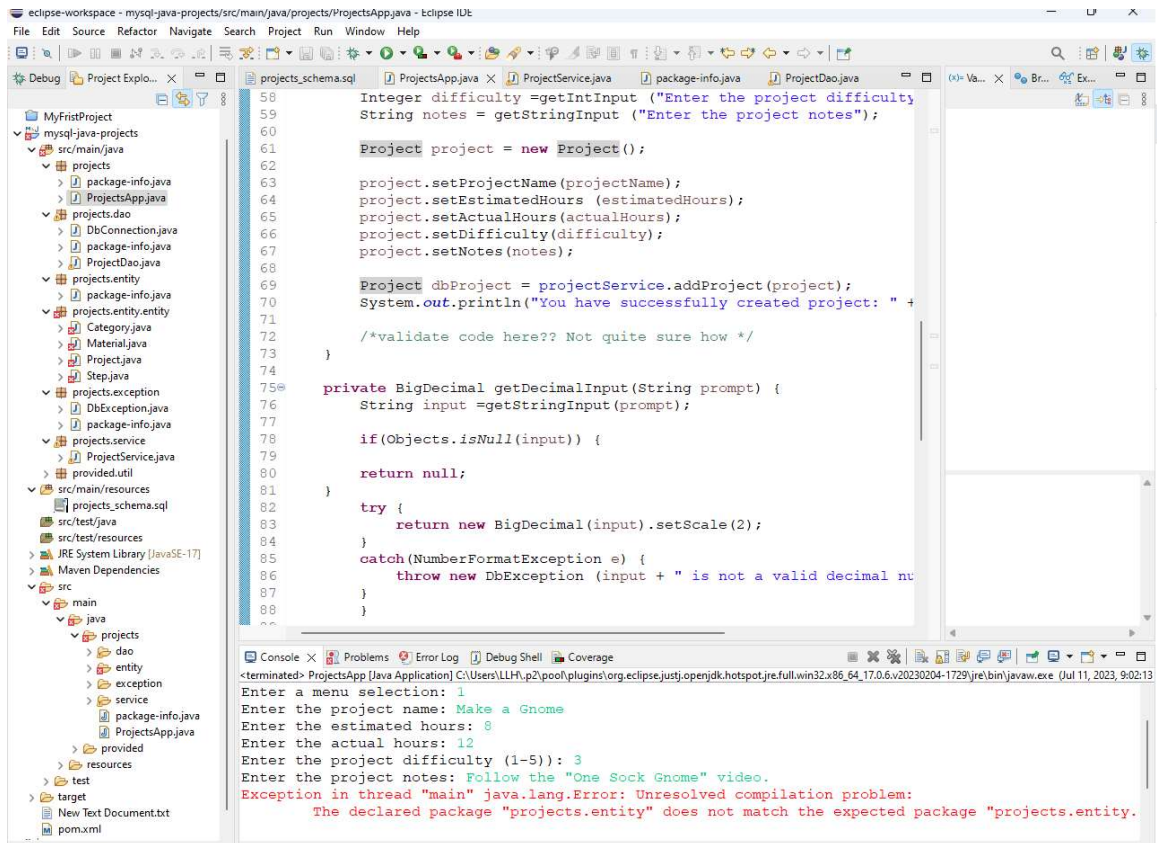 eclipse-workspace - mysql-java-projects/src/main/java/projects/ProjectsApp.java - Eclipse IDE
File Edit Source Refactor Navigate Search Project Run Window Help
Debug Project Explo...
MyFristProject
mysql-java-projects
src/main/java
projects
package-info.java
ProjectsApp.java
projects.dao
DbConnection.java
package-info.java
ProjectDao.java
projects.entity
package-info.java
projects.entity.entity
Category.java
Material.java
Project.java
Step.java
projects.exception
DbException.java
package-info.java
projects.service
ProjectService.java
provided.util
src/main/resources
projects_schema.sql
src/test/java
src/test/resources
JRE System Library [JavaSE-17]
Maven Dependencies
src
main
java
projects
dao
entity
exception
service
package-info.java
ProjectsApp.java
provided
resources
test
target
New Text Document.txt
pom.xml
projects_schema.sql ProjectsApp.java ProjectService.java package-info.java ProjectDao.java
58 Integer difficulty =getIntInput ("Enter the project difficulty
59 String notes = getStringInput ("Enter the project notes");
60
61 Project project = new Project();
62
63 project.setProjectName(projectName);
64 project.setEstimatedHours (estimatedHours);
65 project.setActualHours(actualHours);
66 project.setDifficulty(difficulty);
67 project.setNotes(notes);
68
69 Project dbProject = projectService.addProject(project);
70 System.out.println("You have successfully created project: " +
71
72 /*validate code here?? Not quite sure how */
73 }
74
75 private BigDecimal getDecimalInput(String prompt) {
76 String input =getStringInput(prompt);
77
78 if(Objects.isNull(input)) {
79
80 return null;
81 }
82 try {
83 return new BigDecimal(input).setScale(2);
84 }
85 catch(NumberFormatException e) {
86 throw new DbException (input + " is not a valid decimal nu
87 }
88 }
(x)= Va... Br... Ex...
Console Problems Error Log Debug Shell Coverage
<terminated> ProjectsApp [Java Application] C:\Users\LLH\.p2\pool\plugins\org.eclipse.justj.openjdk.hotspot.jre.full.win32.x86_64_17.0.6.v20230204-1729\jre\bin\javaw.exe (Jul 11, 2023, 9:02:13
Enter a menu selection: 1
Enter the project name: Make a Gnome
Enter the estimated hours: 8
Enter the actual hours: 12
Enter the project difficulty (1-5)): 3
Enter the project notes: Follow the "One Sock Gnome" video.
Exception in thread "main" java.lang.Error: Unresolved compilation problem:
The declared package "projects.entity" does not match the expected package "projects.entity.